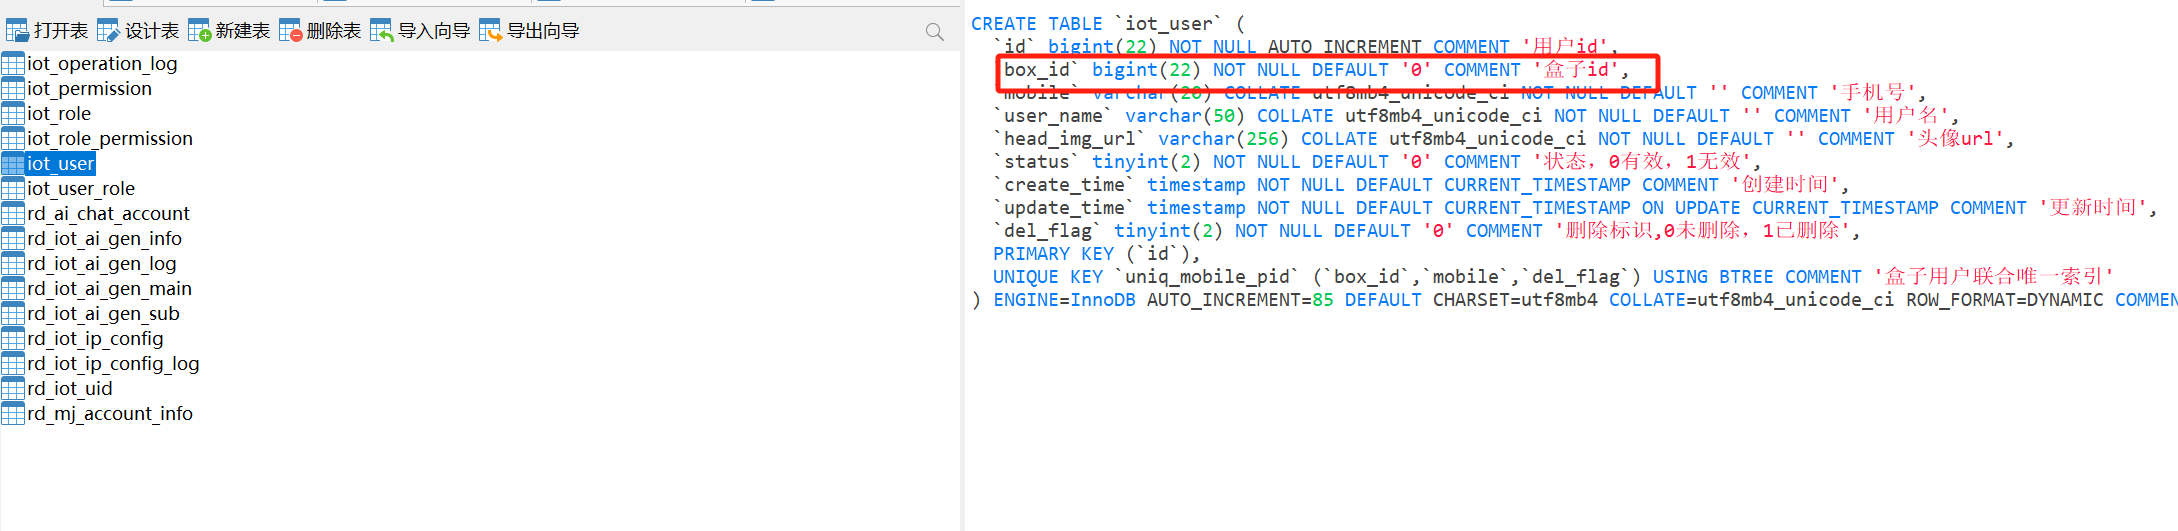 打开表 设计表 新建表 删除表 导入向导 导出向导
iot_operation_log
iot_permission
iot_role
iot_role_permission
iot_user
iot_user_role
rd_ai_chat_account
rd_iot_ai_gen_info
rd_iot_ai_gen_log
rd_iot_ai_gen_main
rd_iot_ai_gen_sub
rd_iot_ip_config
rd_iot_ip_config_log
rd_iot_uid
rd_mj_account_info
CREATE TABLE `iot_user` (
`id` bigint(22) NOT NULL AUTO_INCREMENT COMMENT '用户id',
`box_id` bigint(22) NOT NULL DEFAULT '0' COMMENT '盒子id',
`mobile` varchar(20) COLLATE utf8mb4_unicode_ci NOT NULL DEFAULT '' COMMENT '手机号',
`user_name` varchar(50) COLLATE utf8mb4_unicode_ci NOT NULL DEFAULT '' COMMENT '用户名',
`head_img_url` varchar(256) COLLATE utf8mb4_unicode_ci NOT NULL DEFAULT '' COMMENT '头像url',
`status` tinyint(2) NOT NULL DEFAULT '0' COMMENT '状态，0有效，1无效',
`create_time` timestamp NOT NULL DEFAULT CURRENT_TIMESTAMP COMMENT '创建时间',
`update_time` timestamp NOT NULL DEFAULT CURRENT_TIMESTAMP ON UPDATE CURRENT_TIMESTAMP COMMENT '更新时间',
`del_flag` tinyint(2) NOT NULL DEFAULT '0' COMMENT '删除标识,0未删除，1已删除',
PRIMARY KEY (`id`),
UNIQUE KEY `uniq_mobile_pid` (`box_id`,`mobile`,`del_flag`) USING BTREE COMMENT '盒子用户联合唯一索引'
) ENGINE=InnoDB AUTO_INCREMENT=85 DEFAULT CHARSET=utf8mb4 COLLATE=utf8mb4_unicode_ci ROW_FORMAT=DYNAMIC COMMEN